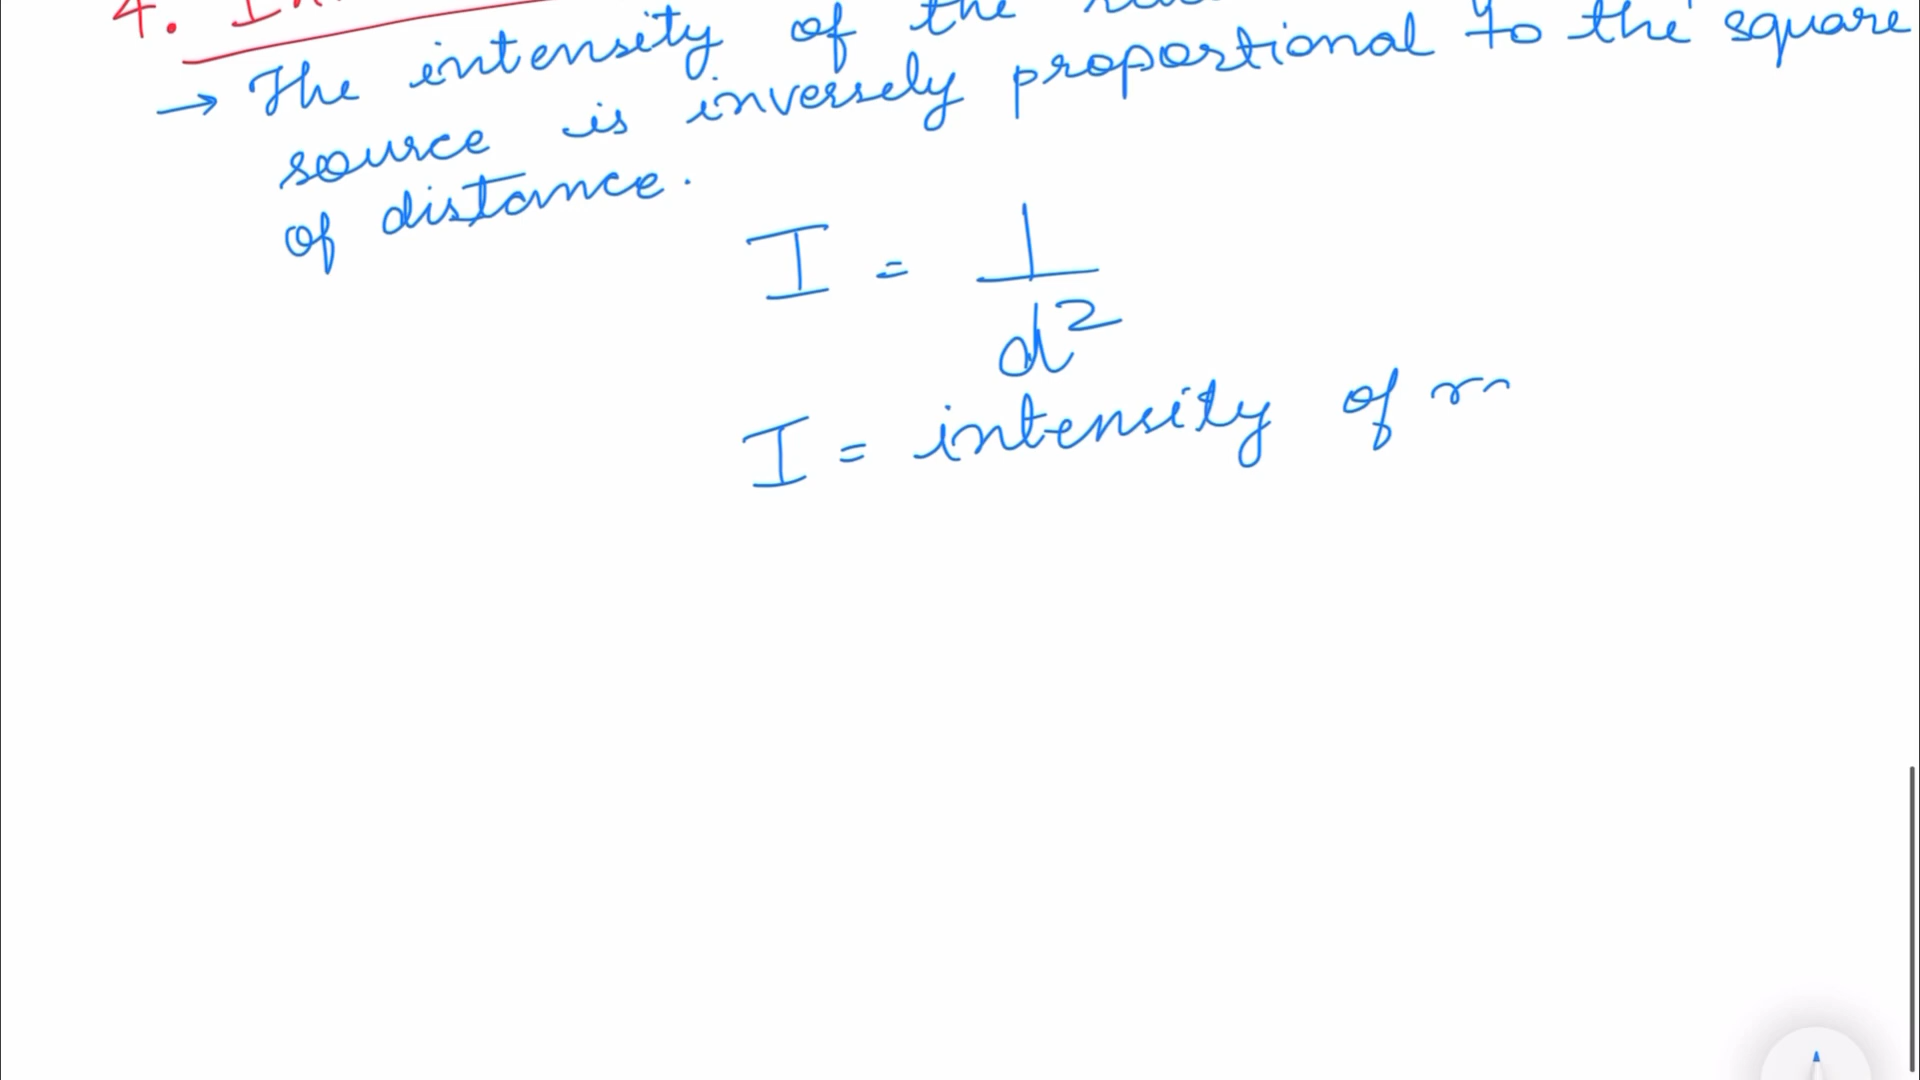 4.
→ The intensity of the
source is inversely proportional to the square
of distance.
I = 1/d²
I = intensity of